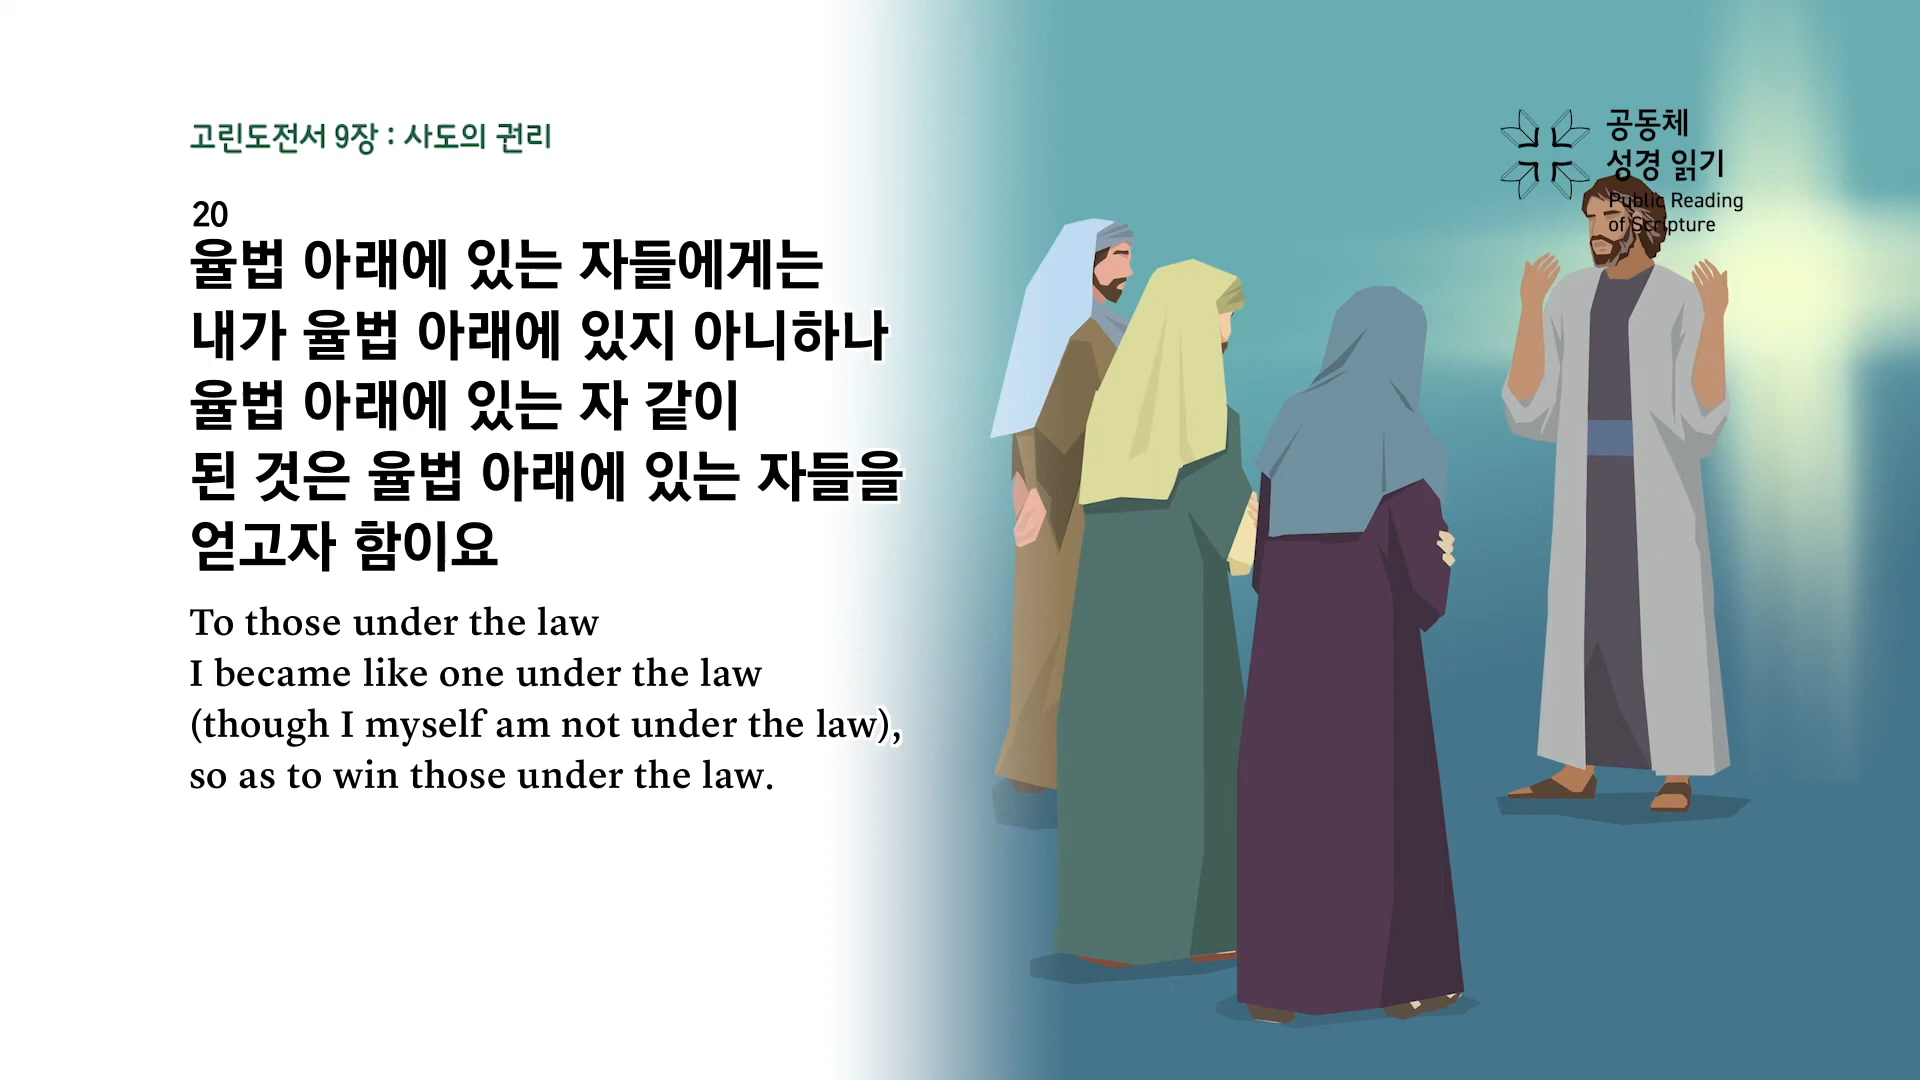 고린도전서 9장 : 사도의 권리
20
율법 아래에 있는 자들에게는
내가 율법 아래에 있지 아니하나
율법 아래에 있는 자 같이
된 것은 율법 아래에 있는 자들을
얻고자 함이요
To those under the law
I became like one under the law
(though I myself am not under the law),
so as to win those under the law.
공동체
성경 읽기
Public Reading
of Scripture